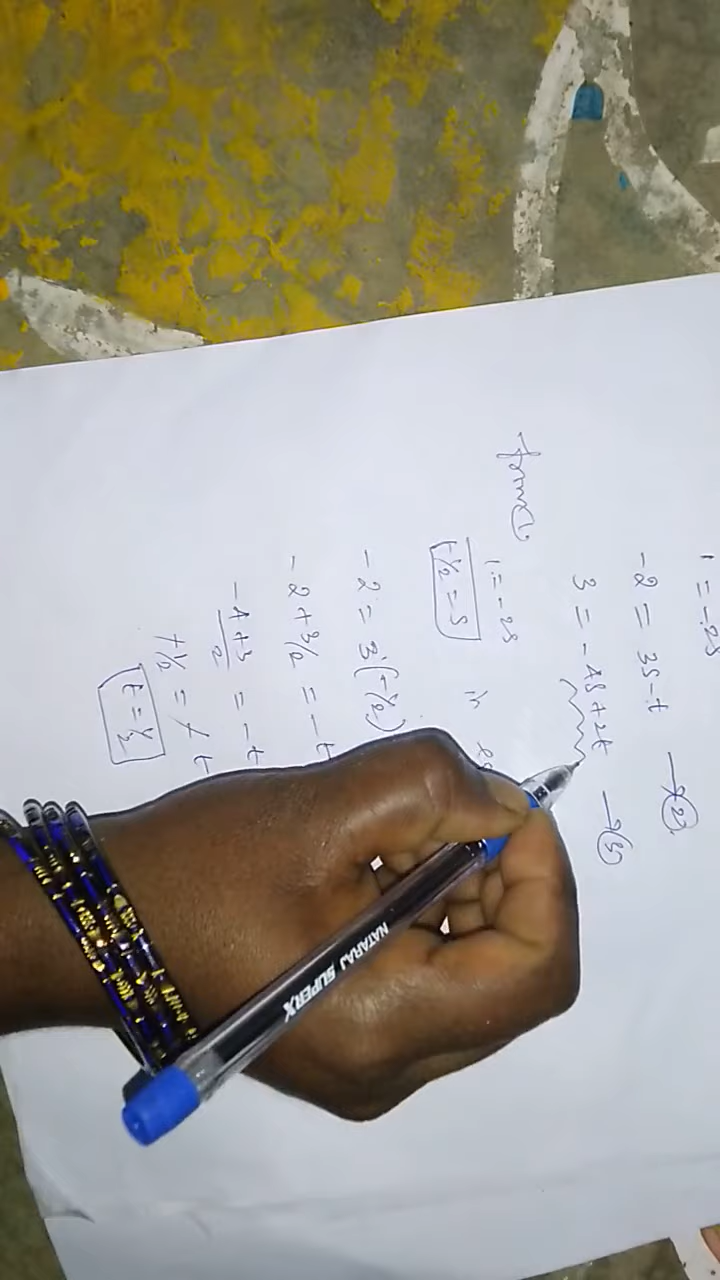 1 = -2s
-2 = 3s - t → ②
3 = -4s + 2t → ③
from ①
1 = -2s
-1/2 = s in
-2 = 3(-1/2)
-2 + 3/2 = -t
-4+3/2 = -t
+1/2 = +t
t = 1/2
NATARAJ SUPERX